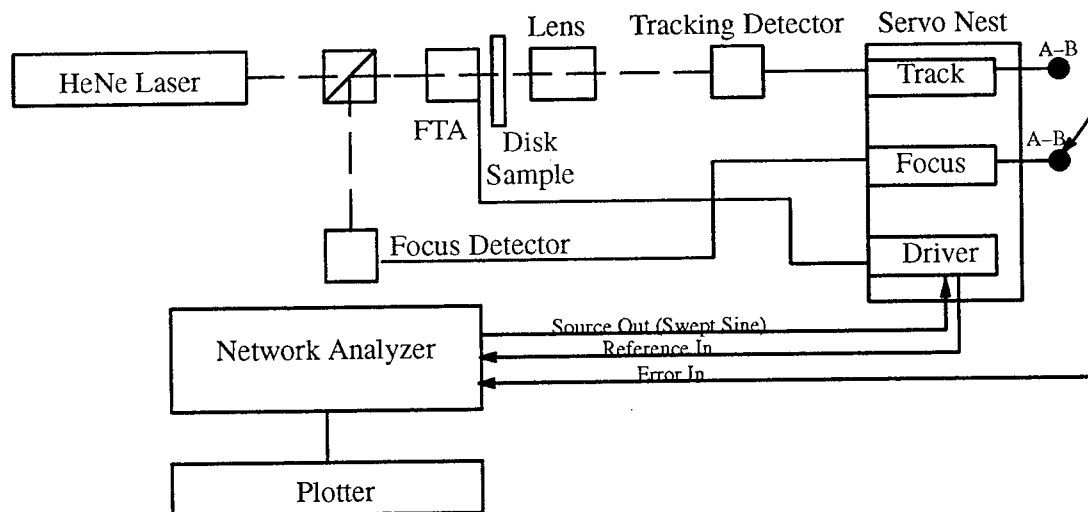 Lens
Tracking Detector
Servo Nest
HeNe Laser
FTA
Disk
Sample
Track
A–B
Focus
A–B
Focus Detector
Driver
Network Analyzer
Source Out (Swept Sine)
Reference In
Error In
Plotter